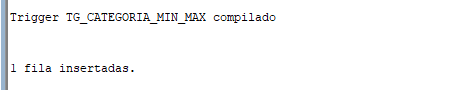 Trigger TG_CATEGORIA_MIN_MAX compilado
1 fila insertadas.